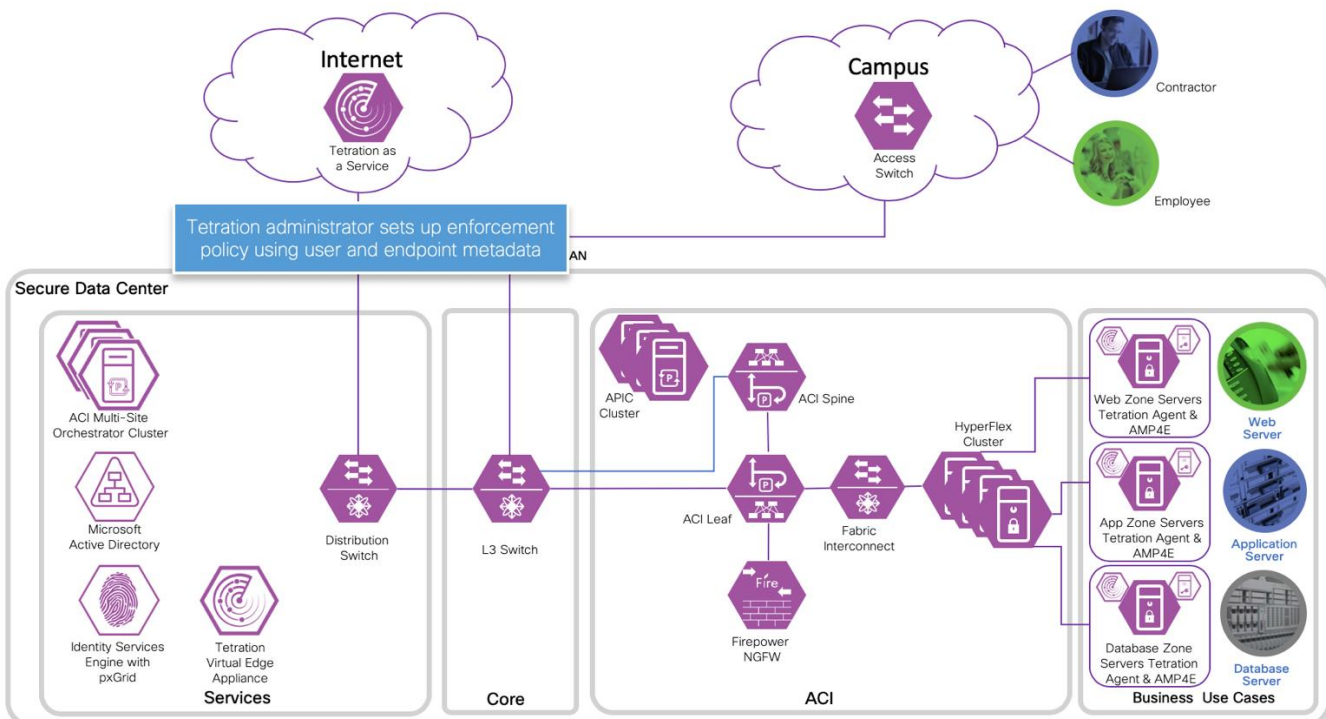 Internet
Tetration as
a Service
Campus
Access
Switch
Contractor
Employee
Tetration administrator sets up enforcement
policy using user and endpoint metadata
AN
Secure Data Center
ACI Multi-Site
Orchestrator Cluster
Microsoft
Active Directory
Identity Services
Engine with
pxGrid
Tetration
Virtual Edge
Appliance
Distribution
Switch
Services
L3 Switch
Core
APIC
Cluster
P
P
ACI Spine
P
ACI Leaf
P
Fabric
Interconnect
HyperFlex
Cluster
Fire
Firepower
NGFW
ACI
Web Zone Servers
Tetration Agent &
AMP4E
Web
Server
App Zone Servers
Tetration Agent &
AMP4E
Application
Server
Database Zone
Servers Tetration
Agent & AMP4E
Database
Server
Business Use Cases